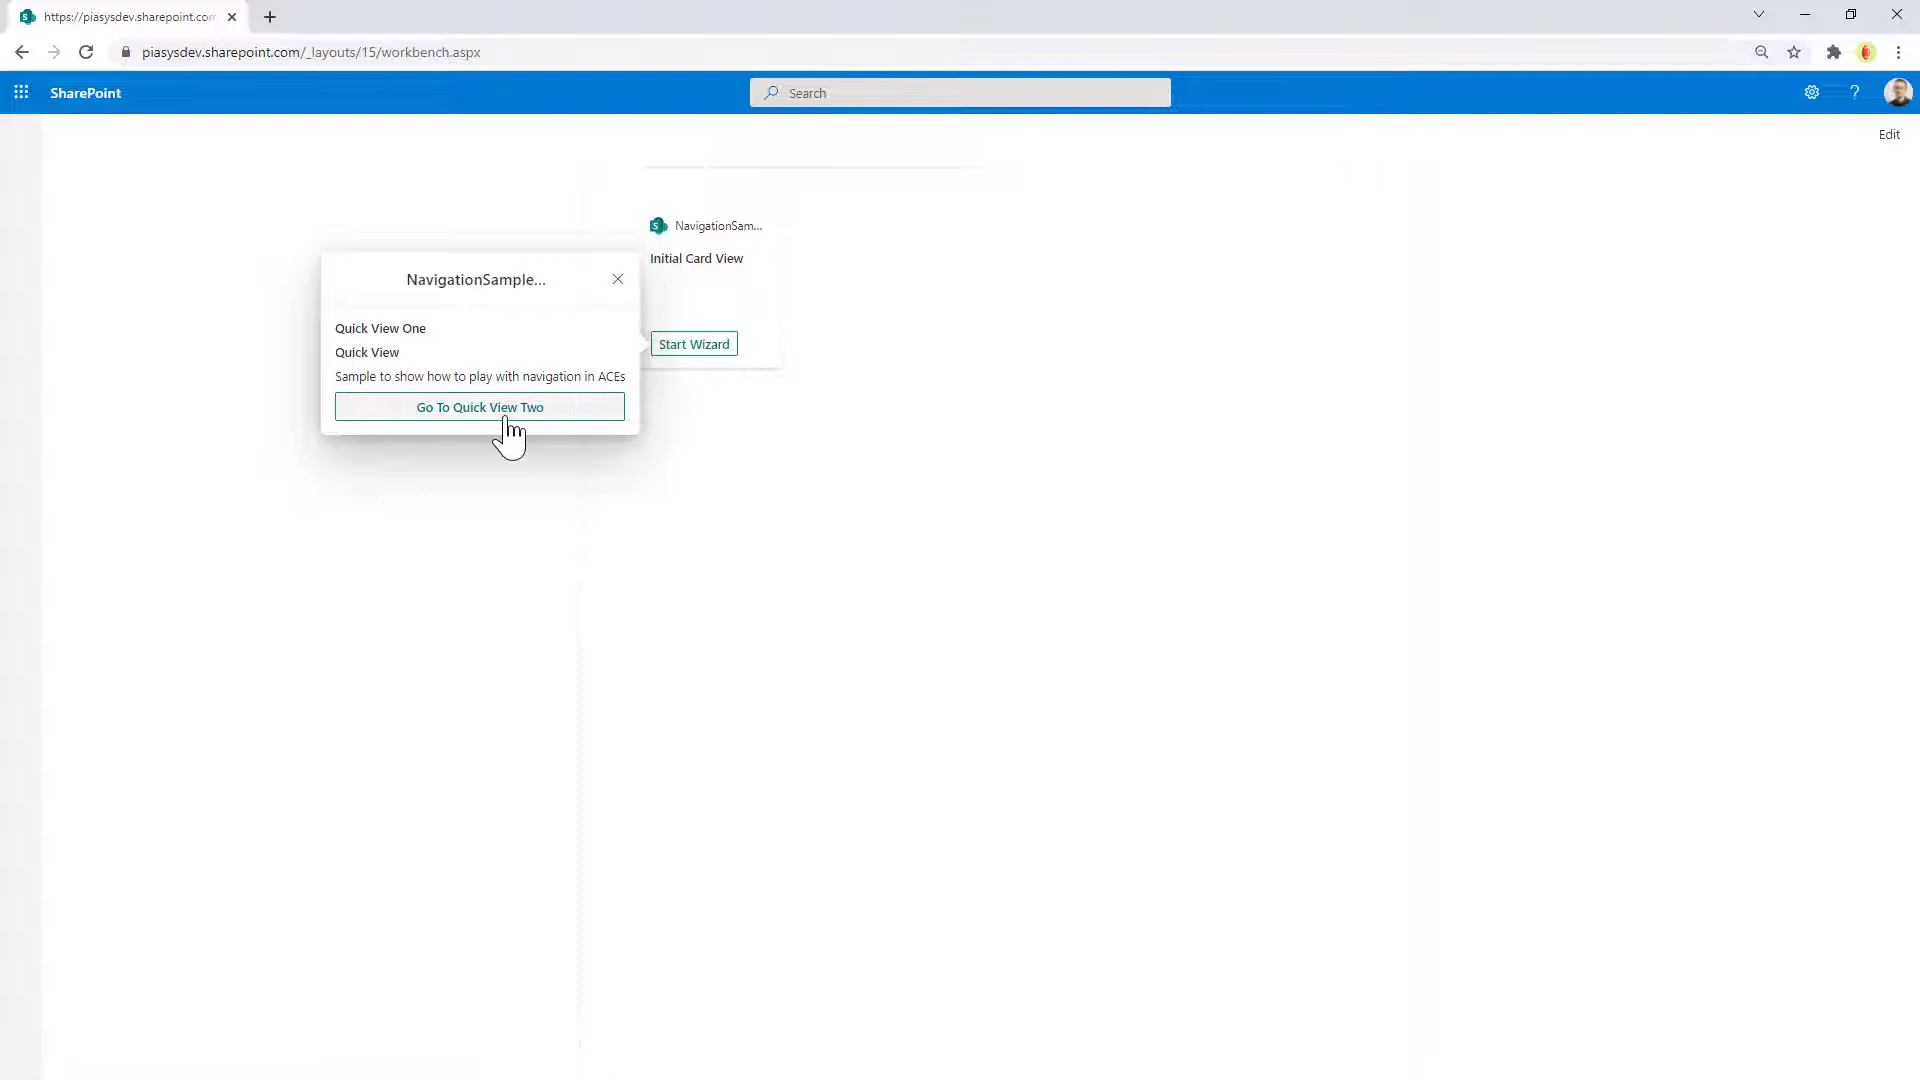 https://piasysdev.sharepoint.com
piasysdev.sharepoint.com/_layouts/15/workbench.aspx
SharePoint
Search
?
Edit
NavigationSam...
Initial Card View
Start Wizard
NavigationSample...
Quick View One
Quick View
Sample to show how to play with navigation in ACEs
Go To Quick View Two